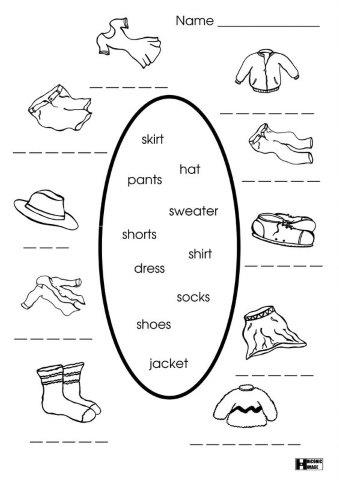 Name
skirt
hat
pants
sweater
shorts
shirt
dress
socks
shoes
jacket